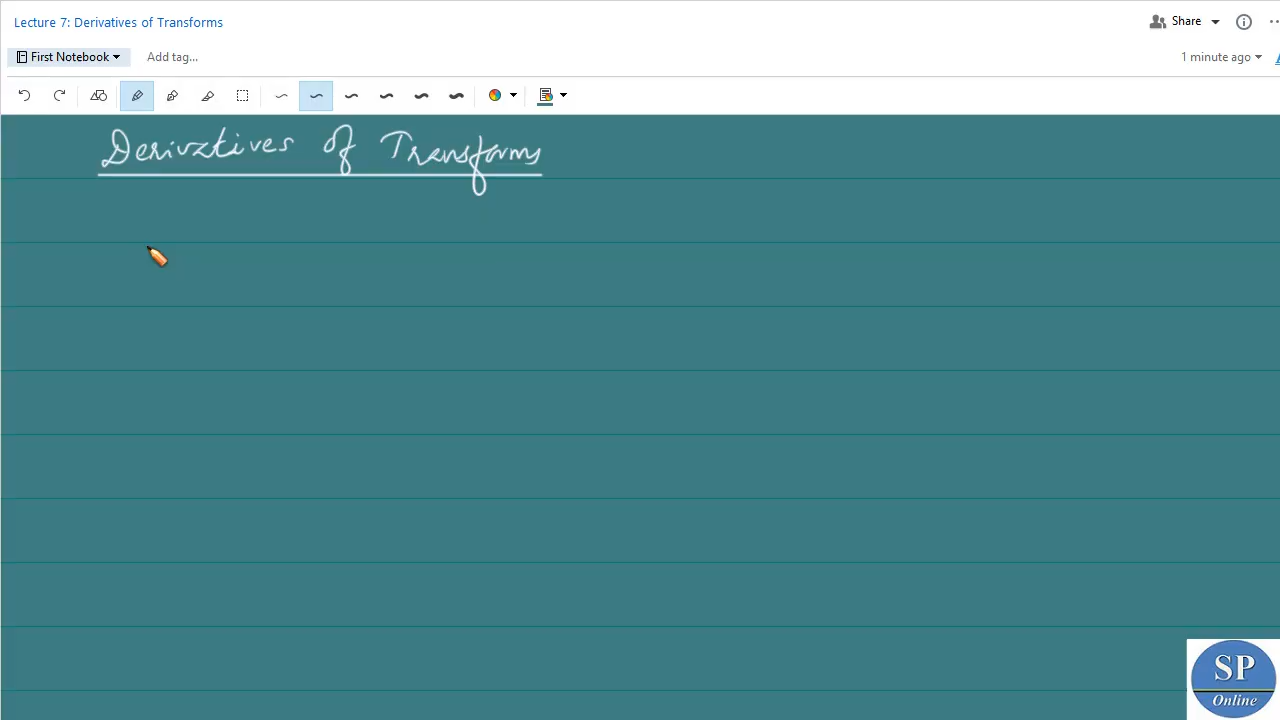 Lecture 7: Derivatives of Transforms
Share
First Notebook
Add tag...
1 minute ago
Derivatives of Transforms
SP
Online